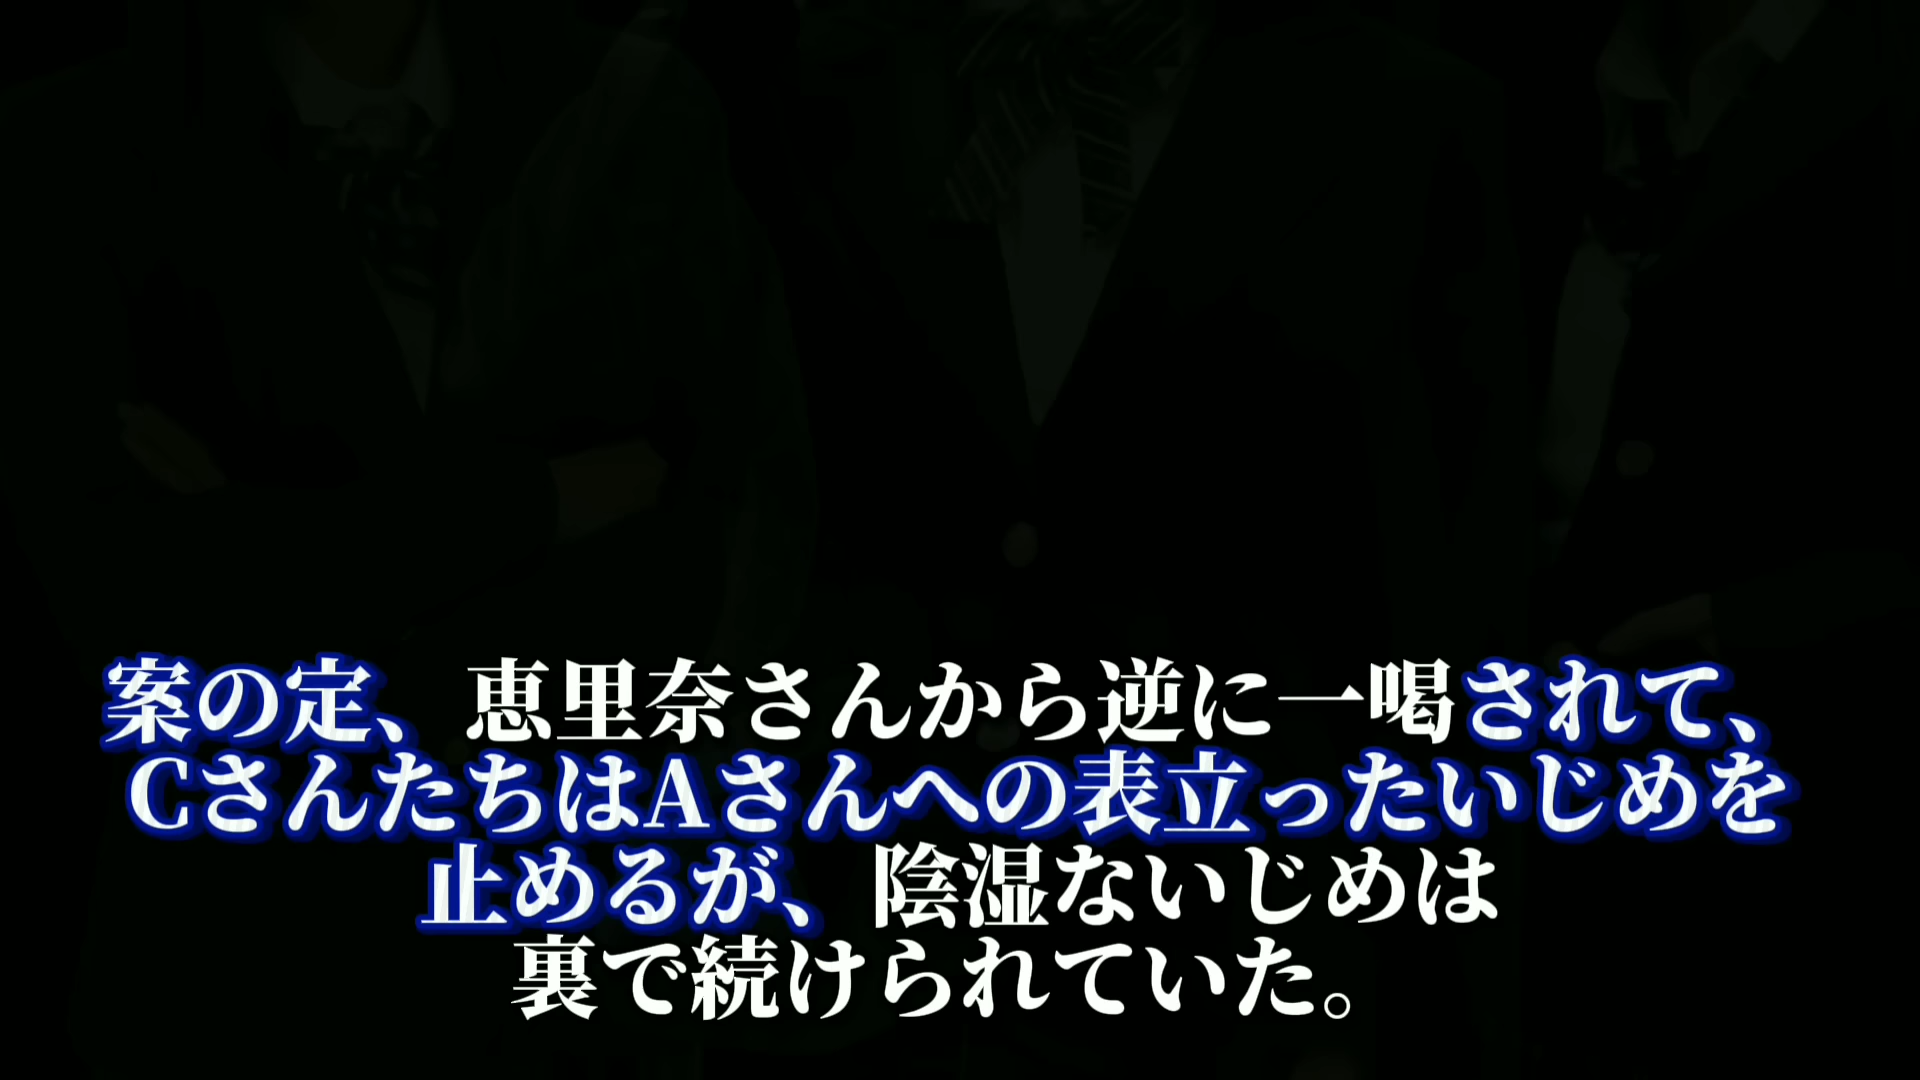 案の定、恵里奈さんから逆に一喝されて、
CさんたちはAさんへの表立ったいじめを
止めるが、陰湿ないじめは
裏で続けられていた。